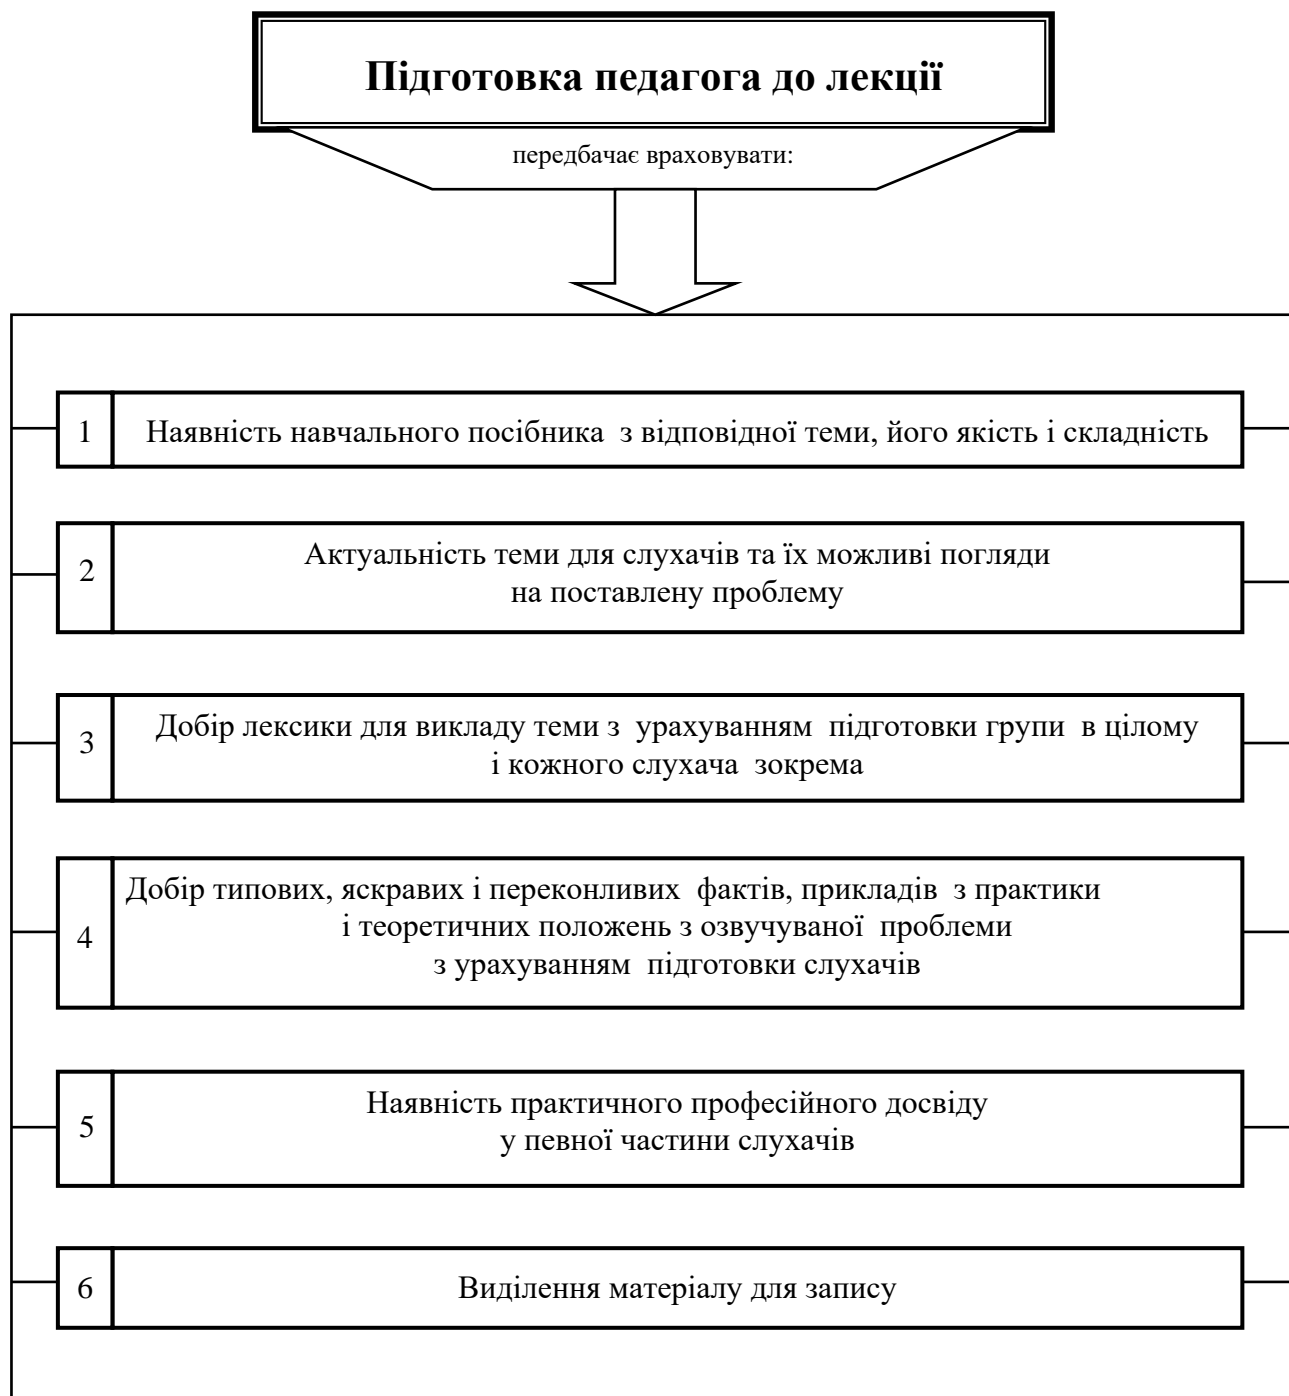 Підготовка педагога до лекції
передбачає враховувати:
1 Наявність навчального посібника з відповідної теми, його якість і складність
2 Актуальність теми для слухачів та їх можливі погляди
на поставлену проблему
3 Добір лексики для викладу теми з урахуванням підготовки групи в цілому
і кожного слухача зокрема
4 Добір типових, яскравих і переконливих фактів, прикладів з практики
і теоретичних положень з озвучуваної проблеми
з урахуванням підготовки слухачів
5 Наявність практичного професійного досвіду
у певної частини слухачів
6 Виділення матеріалу для запису